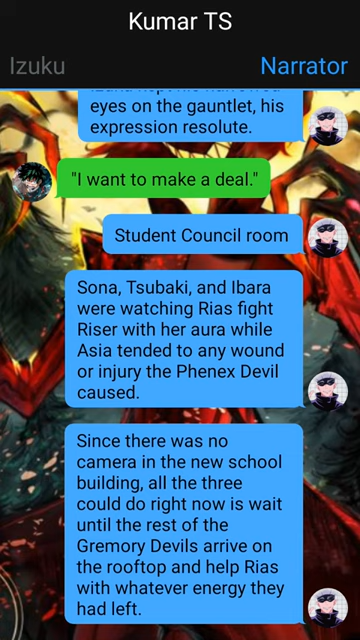 Kumar TS
Izuku
Narrator
Izuku kept his narrowed
eyes on the gauntlet, his
expression resolute.
"I want to make a deal."
Student Council room
Sona, Tsubaki, and Ibara
were watching Rias fight
Riser with her aura while
Asia tended to any wound
or injury the Phenex Devil
caused.
Since there was no
camera in the new school
building, all the three
could do right now is wait
until the rest of the
Gremory Devils arrive on
the rooftop and help Rias
with whatever energy they
had left.